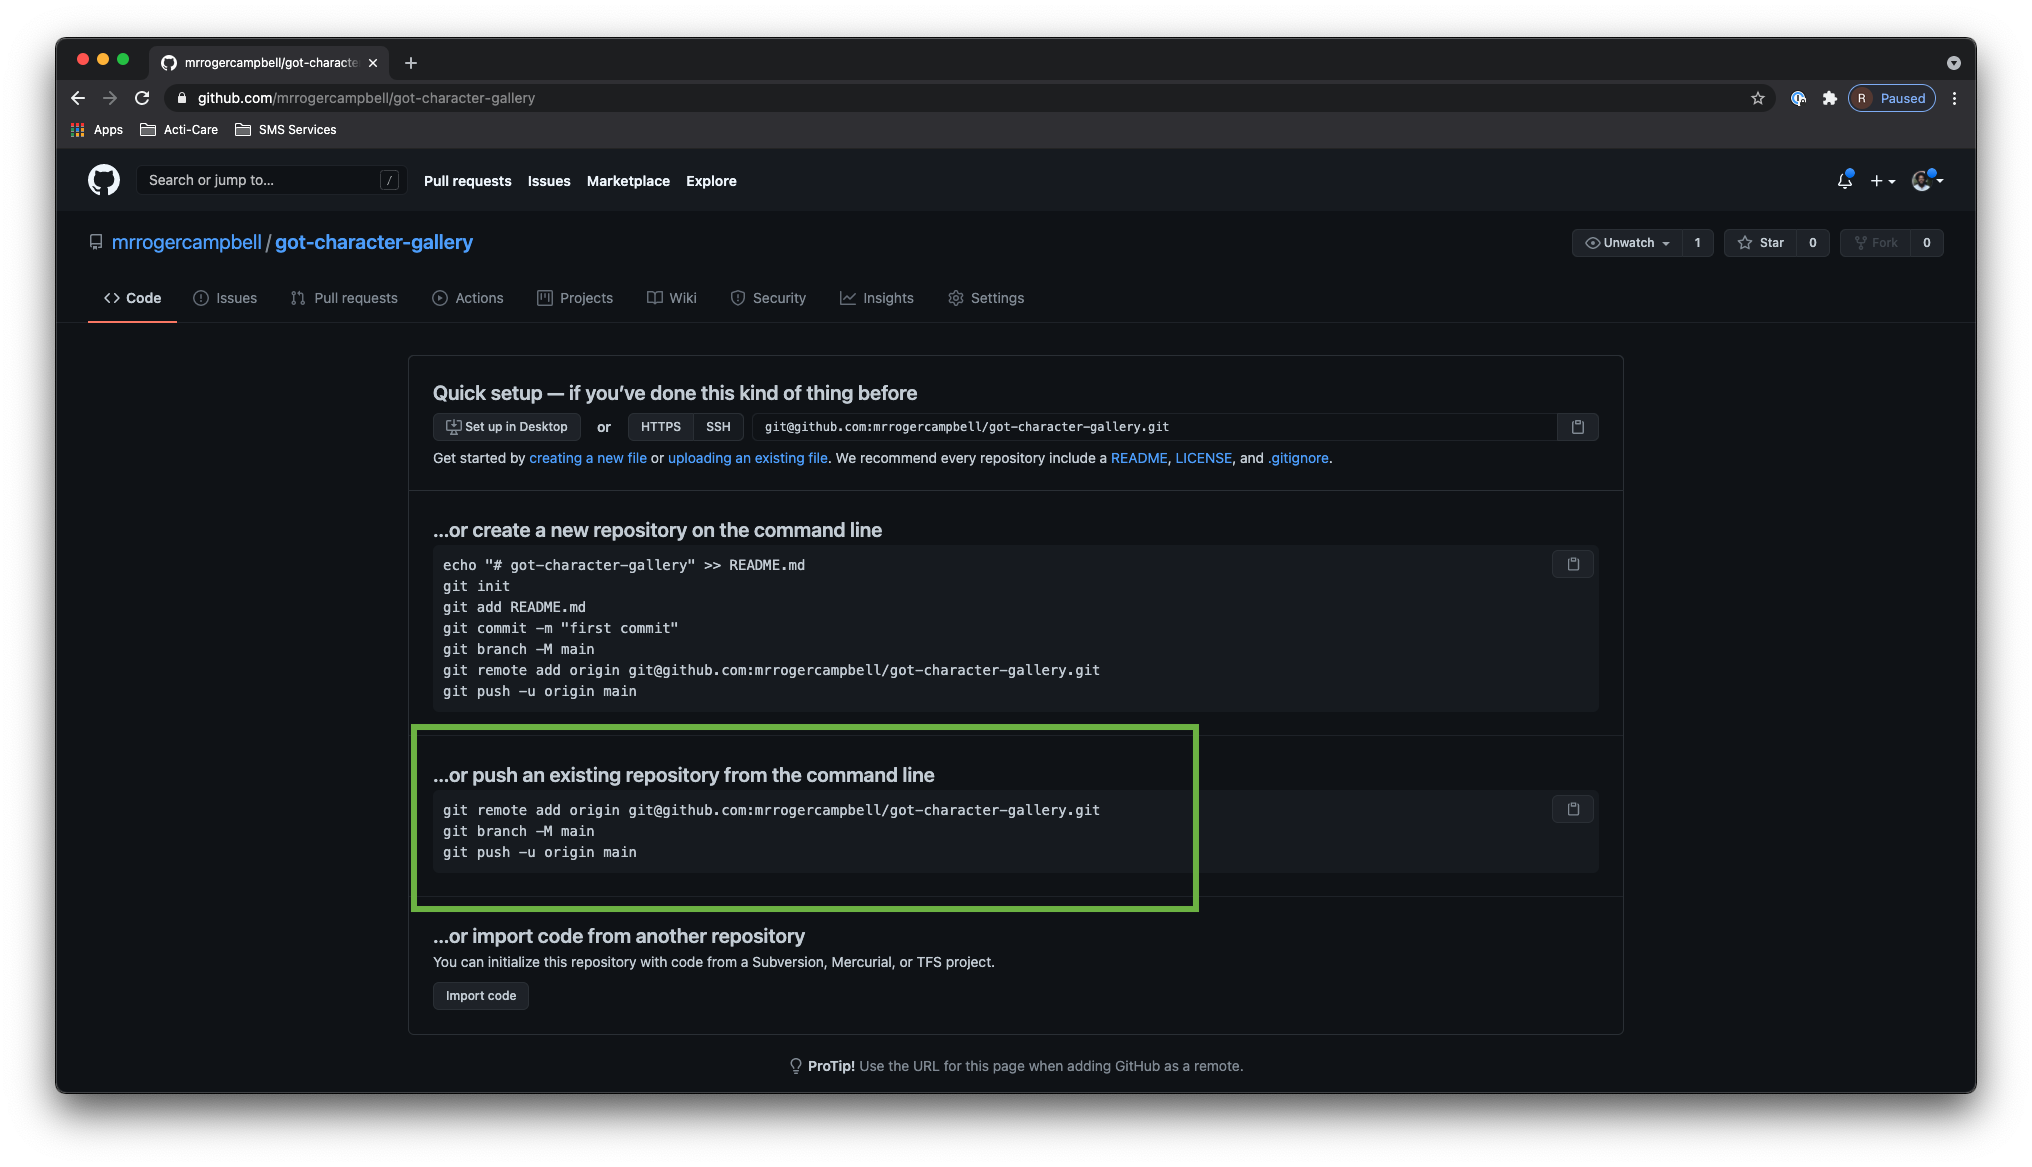 mrrogercampbell/got-characte
github.com/mrrogercampbell/got-character-gallery
R Paused
Apps Acti-Care SMS Services
Search or jump to... / Pull requests Issues Marketplace Explore
mrrogercampbell / got-character-gallery Unwatch 1 Star 0 Fork 0
<> Code Issues Pull requests Actions Projects Wiki Security Insights Settings
Quick setup — if you’ve done this kind of thing before
Set up in Desktop or HTTPS SSH git@github.com:mrrogercampbell/got-character-gallery.git
Get started by creating a new file or uploading an existing file. We recommend every repository include a README, LICENSE, and .gitignore.
…or create a new repository on the command line
echo "# got-character-gallery" >> README.md
git init
git add README.md
git commit -m "first commit"
git branch -M main
git remote add origin git@github.com:mrrogercampbell/got-character-gallery.git
git push -u origin main
…or push an existing repository from the command line
git remote add origin git@github.com:mrrogercampbell/got-character-gallery.git
git branch -M main
git push -u origin main
…or import code from another repository
You can initialize this repository with code from a Subversion, Mercurial, or TFS project.
Import code
ProTip! Use the URL for this page when adding GitHub as a remote.